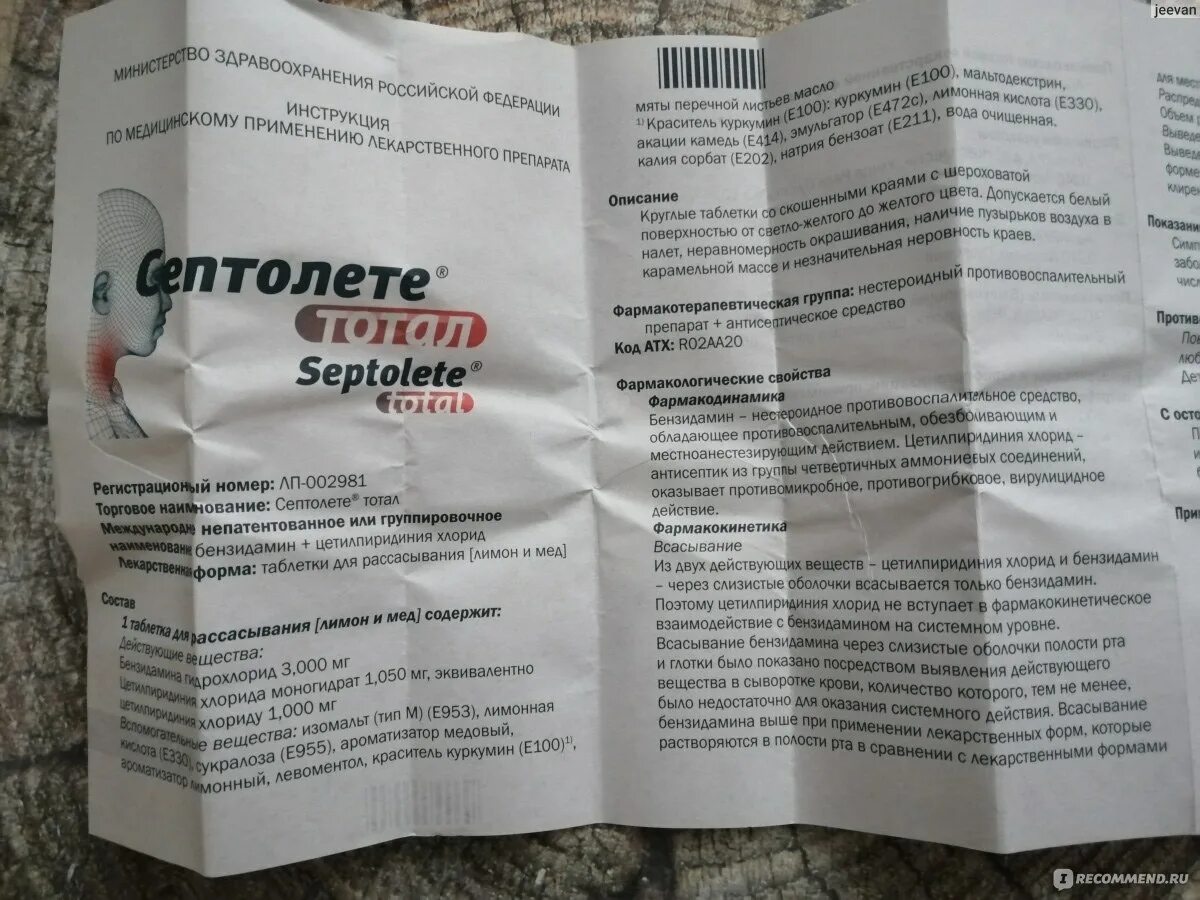 jeevan
МИНИСТЕРСТВО ЗДРАВООХРАНЕНИЯ РОССИЙСКОЙ ФЕДЕРАЦИИ
ИНСТРУКЦИЯ
ПО МЕДИЦИНСКОМУ ПРИМЕНЕНИЮ ЛЕКАРСТВЕННОГО ПРЕПАРАТА
Септолете®
тотал
Septolete®
total
Регистрационый номер: ЛП-002981
Торговое наименование: Септолете® тотал
Международное непатентованное или группировочное
наименование бензидамин + цетилпиридиния хлорид
Лекарственная форма: таблетки для рассасывания [лимон и мед]
Состав
1 таблетка для рассасывания [лимон и мед] содержит:
Действующие вещества:
Бензидамина гидрохлорид 3,000 мг
Цетилпиридиния хлорида моногидрат 1,050 мг, эквивалентно
цетилпиридиния хлориду 1,000 мг
Вспомогательные вещества: изомальт (тип М) (Е953), лимонная
кислота (Е330), сукралоза (Е955), ароматизатор медовый,
ароматизатор лимонный, левоментол, краситель куркумин (Е100)¹⁾,
мяты перечной листьев масло
¹⁾ Краситель куркумин (Е100): куркумин (Е100), мальтодекстрин,
акации камедь (Е414), эмульгатор (Е472с), лимонная кислота (Е330),
калия сорбат (Е202), натрия бензоат (Е211), вода очищенная.
Описание
Круглые таблетки со скошенными краями с шероховатой
поверхностью от светло-желтого до желтого цвета. Допускается белый
налет, неравномерность окрашивания, наличие пузырьков воздуха в
карамельной массе и незначительная неровность краев.
Фармакотерапевтическая группа: нестероидный противовоспалительный
препарат + антисептическое средство
Код АТХ: R02AA20
Фармакологические свойства
Фармакодинамика
Бензидамин – нестероидное противовоспалительное средство,
обладающее противовоспалительным, обезболивающим и
местноанестезирующим действием. Цетилпиридиния хлорид –
антисептик из группы четвертичных аммониевых соединений,
оказывает противомикробное, противогрибковое, вирулицидное
действие.
Фармакокинетика
Всасывание
Из двух действующих веществ – цетилпиридиния хлорид и бензидамин
– через слизистые оболочки всасывается только бензидамин.
Поэтому цетилпиридиния хлорид не вступает в фармакокинетическое
взаимодействие с бензидамином на системном уровне.
Всасывание бензидамина через слизистые оболочки полости рта
и глотки было показано посредством выявления действующего
вещества в сыворотке крови, количество которого, тем не менее,
было недостаточно для оказания системного действия. Всасывание
бензидамина выше при применении лекарственных форм, которые
растворяются в полости рта в сравнении с лекарственными формами
для
Объем
С
IRECOMMEND.RU